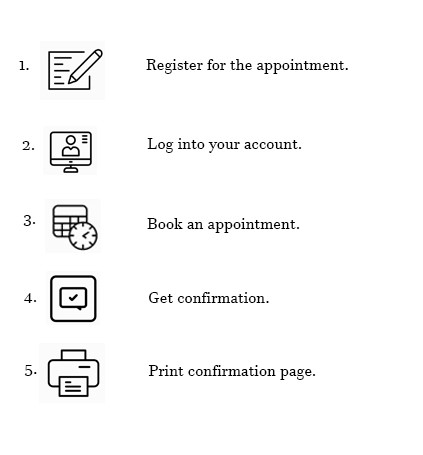 1. Register for the appointment.
2. Log into your account.
3. Book an appointment.
4. Get confirmation.
5. Print confirmation page.